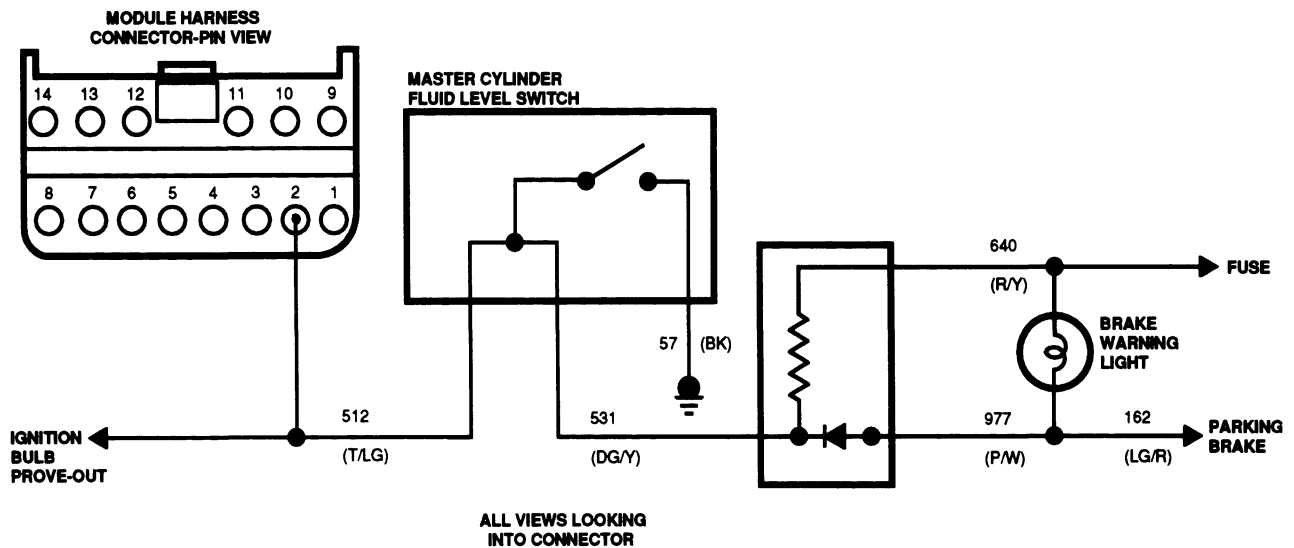 MODULE HARNESS
CONNECTOR-PIN VIEW
14 13 12 11 10 9
8 7 6 5 4 3 2 1
MASTER CYLINDER
FLUID LEVEL SWITCH
57 (BK)
640
(R/Y)
FUSE
BRAKE
WARNING
LIGHT
IGNITION
BULB
PROVE-OUT
512
(T/LG)
531
(DG/Y)
977
(P/W)
162
(LG/R)
PARKING
BRAKE
ALL VIEWS LOOKING
INTO CONNECTOR